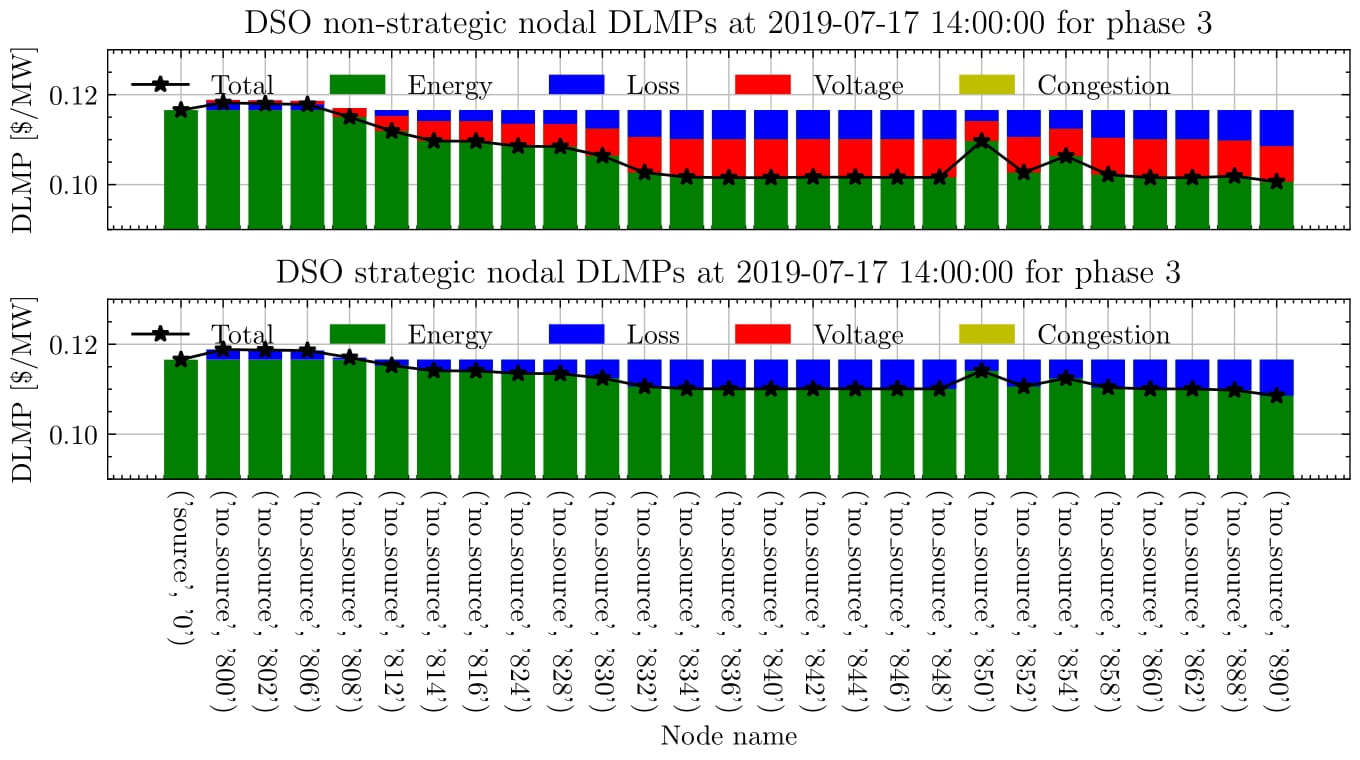 DSO non-strategic nodal DLMPs at 2019-07-17 14:00:00 for phase 3
DLMP [$/MW]
0.12
0.10
Total Energy Loss Voltage Congestion
DSO strategic nodal DLMPs at 2019-07-17 14:00:00 for phase 3
DLMP [$/MW]
0.12
0.10
Total Energy Loss Voltage Congestion
('source', '0')
('no_source', '800')
('no_source', '802')
('no_source', '806')
('no_source', '808')
('no_source', '812')
('no_source', '814')
('no_source', '816')
('no_source', '824')
('no_source', '828')
('no_source', '830')
('no_source', '832')
('no_source', '834')
('no_source', '836')
('no_source', '840')
('no_source', '842')
('no_source', '844')
('no_source', '846')
('no_source', '848')
('no_source', '850')
('no_source', '852')
('no_source', '854')
('no_source', '858')
('no_source', '860')
('no_source', '862')
('no_source', '888')
('no_source', '890')
Node name